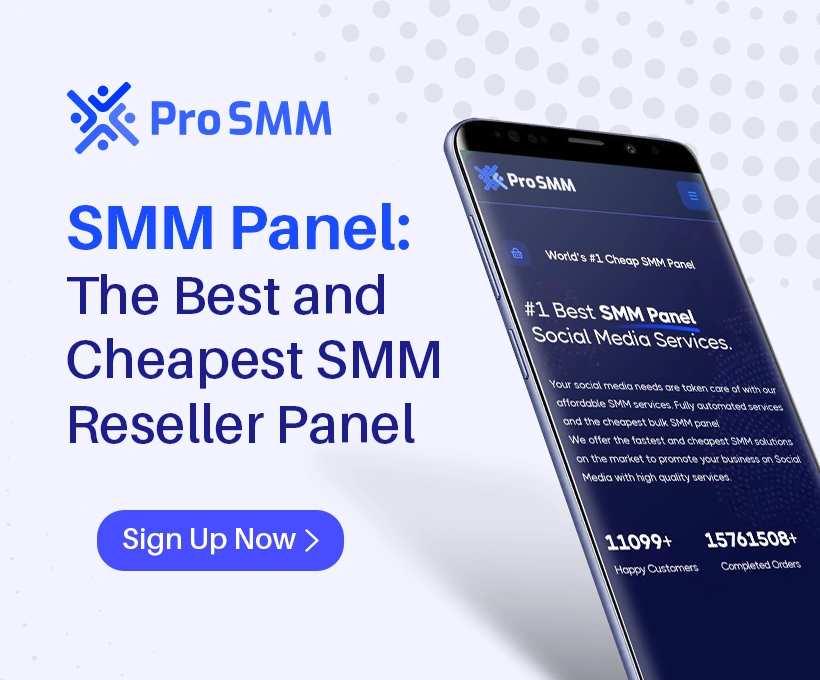 Pro SMM
SMM Panel:
The Best and
Cheapest SMM
Reseller Panel
Sign Up Now
ProSMM
World's #1 Cheap SMM Panel
#1 Best SMM Panel
Social Media Services.
Your social media needs are taken care of with our
affordable SMM services. Fully automated services
and the cheapest bulk SMM panel
We offer the fastest and cheapest SMM solutions
on the market to promote your business on Social
Media with high quality services.
11099+ 15761508+
Happy Customers Completed Orders